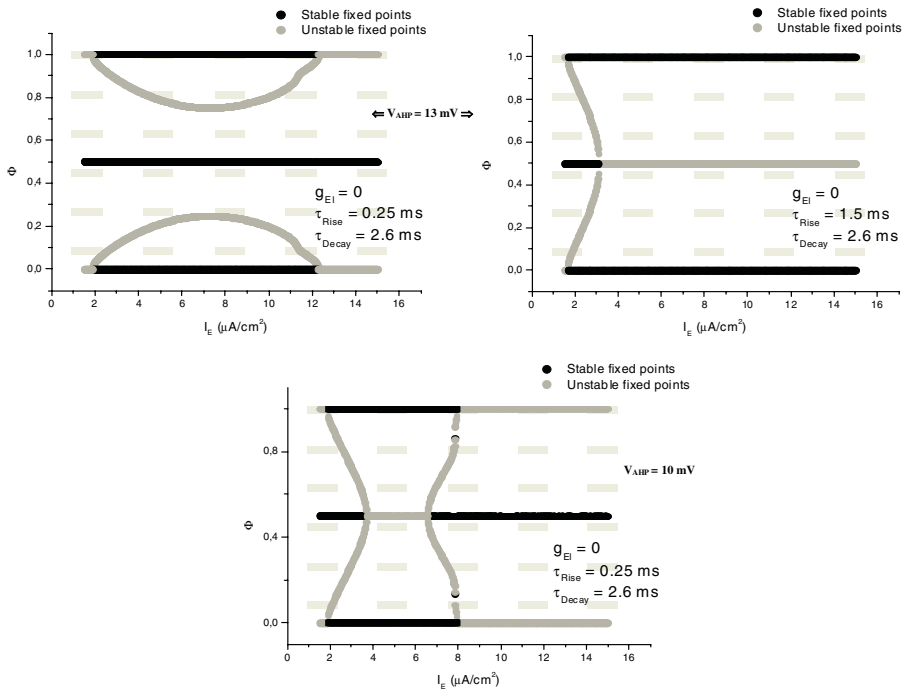 Stable fixed points
Unstable fixed points
1,0
0,8
0,6
Φ
0,4
0,2
0,0
g_EI = 0
τ_Rise = 0.25 ms
τ_Decay = 2.6 ms
0 2 4 6 8 10 12 14 16
I_E (μA/cm²)
⇐ V_AHP = 13 mV ⇒
Stable fixed points
Unstable fixed points
1,0
0,8
0,6
Φ
0,4
0,2
0,0
g_EI = 0
τ_Rise = 1.5 ms
τ_Decay = 2.6 ms
0 2 4 6 8 10 12 14 16
I_E (μA/cm²)
Stable fixed points
Unstable fixed points
0,8
Φ
0,4
0,0
V_AHP = 10 mV
g_EI = 0
τ_Rise = 0.25 ms
τ_Decay = 2.6 ms
0 2 4 6 8 10 12 14 16
I_E (μA/cm²)